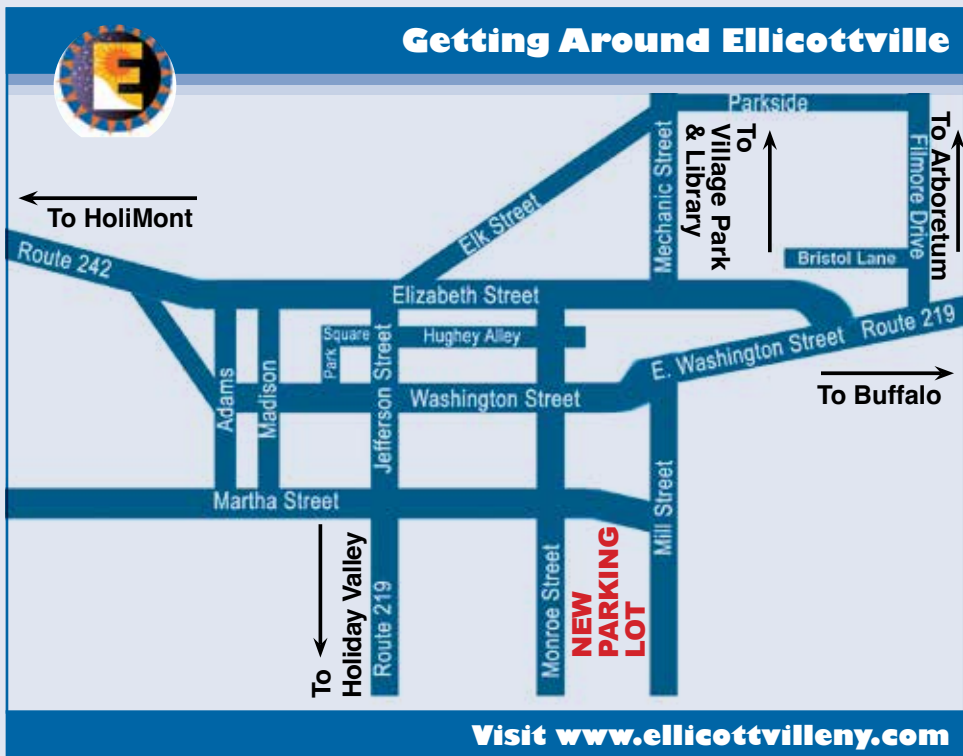 Getting Around Ellicottville
E
Parkside
To Arboretum
Filmore Drive
To
Village Park
& Library
Mechanic Street
Elk Street
To HoliMont
Route 242
Bristol Lane
Elizabeth Street
Route 219
Square
Hughey Alley
Park
E. Washington Street
To Buffalo
Adams
Madison
Jefferson Street
Washington Street
Martha Street
Mill Street
To
Holiday Valley
Route 219
Monroe Street
NEW
PARKING
LOT
Visit www.ellicottvilleny.com